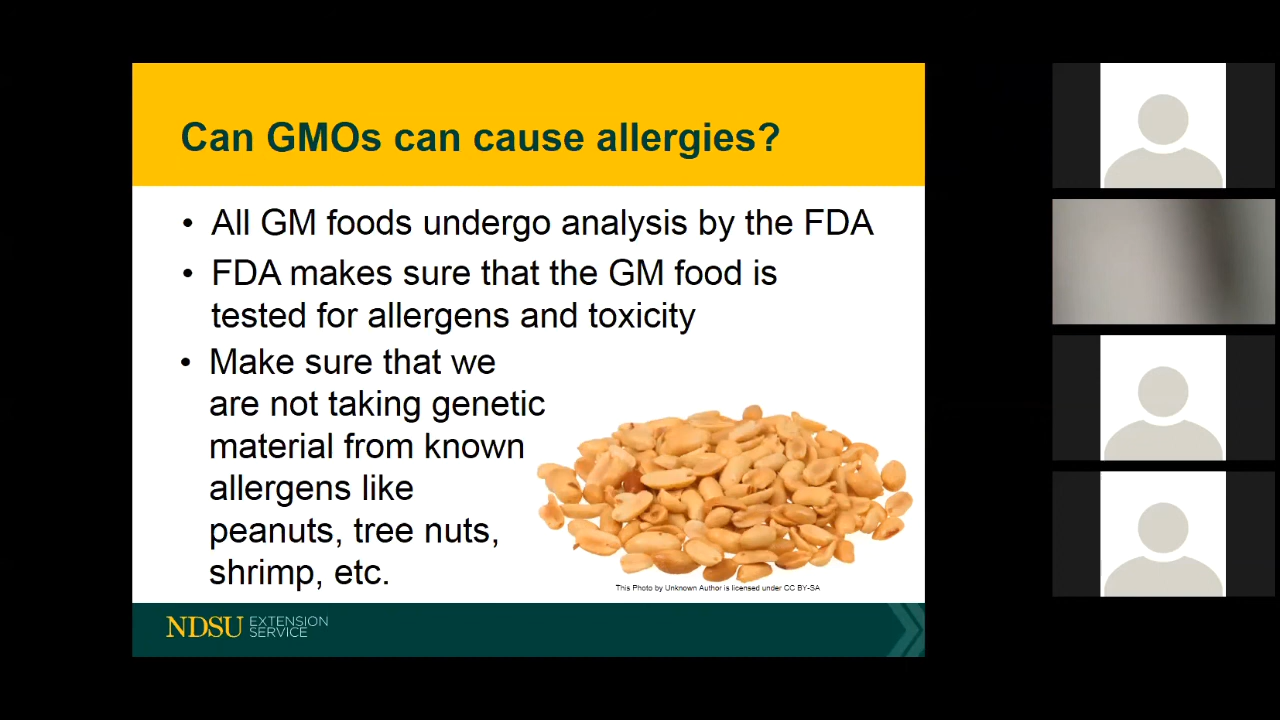 Can GMOs can cause allergies?
• All GM foods undergo analysis by the FDA
• FDA makes sure that the GM food is
tested for allergens and toxicity
• Make sure that we
are not taking genetic
material from known
allergens like
peanuts, tree nuts,
shrimp, etc.
This Photo by Unknown Author is licensed under CC BY-SA
NDSU EXTENSION
SERVICE